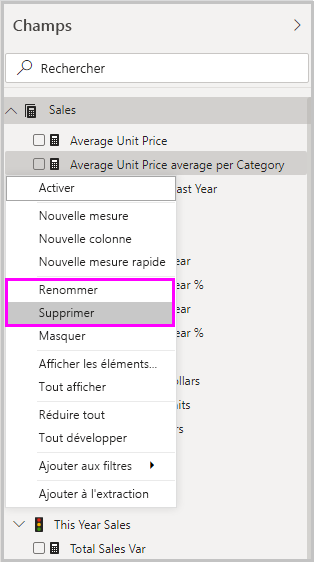 Champs
Rechercher
Sales
Average Unit Price
Average Unit Price average per Category
Activer
ast Year
Nouvelle mesure
Nouvelle colonne
Nouvelle mesure rapide
ear
Renommer
ear %
Supprimer
ear
Masquer
ear %
Afficher les éléments...
Tout afficher
ollars
Réduire tout
its
Tout développer
rs
Ajouter aux filtres
Ajouter à l'extraction
This Year Sales
Total Sales Var